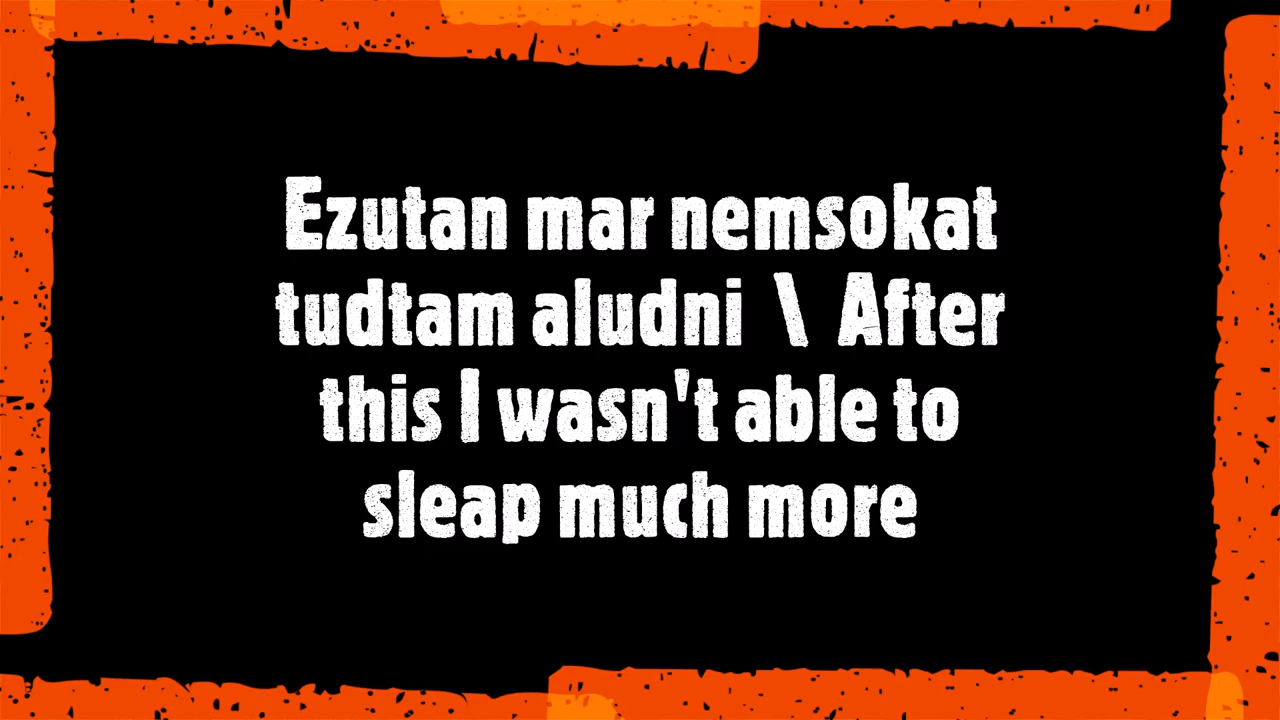 Ezutan mar nemsokat
tudtam aludni \ After
this I wasn't able to
sleap much more